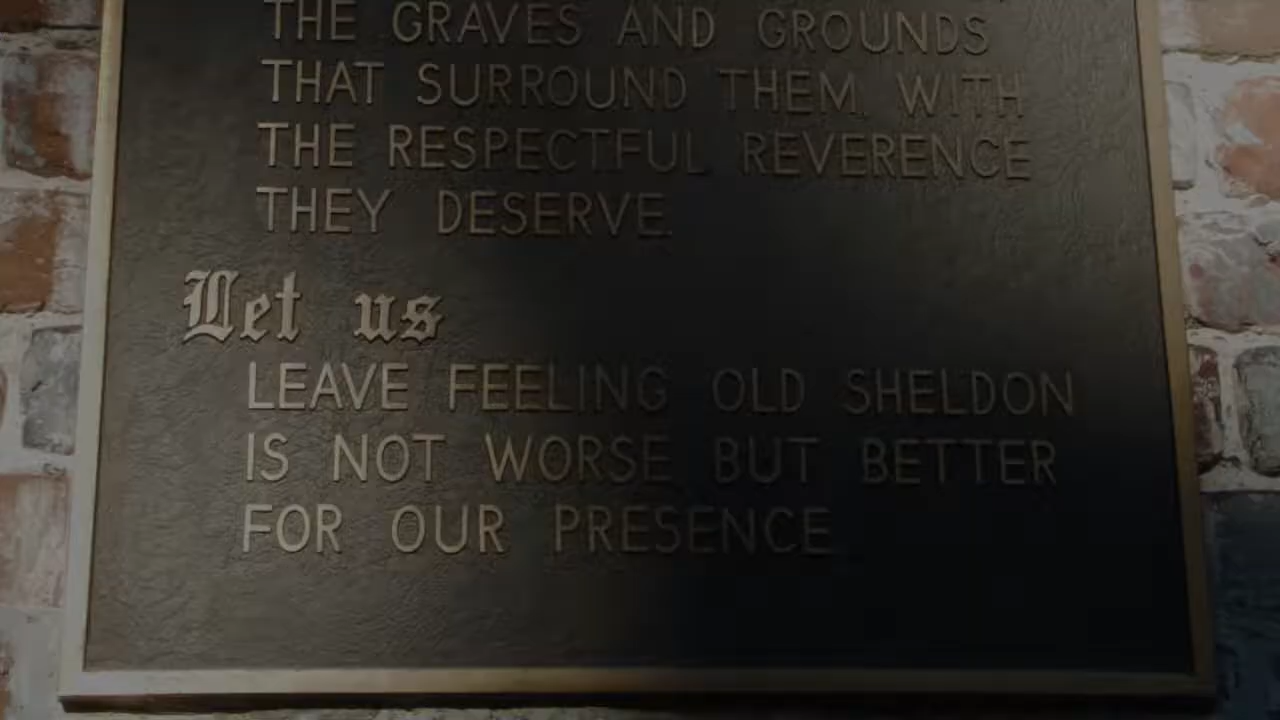 THE GRAVES AND GROUNDS
THAT SURROUND THEM, WITH
THE RESPECTFUL REVERENCE
THEY DESERVE.
Let us
LEAVE FEELING OLD SHELDON
IS NOT WORSE BUT BETTER
FOR OUR PRESENCE